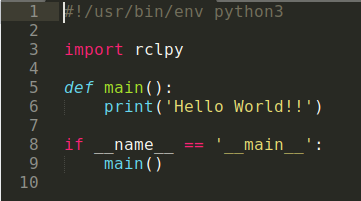 1 #!/usr/bin/env python3
2
3 import rclpy
4
5 def main():
6     print('Hello World!!')
7
8 if __name__ == '__main__':
9     main()
10